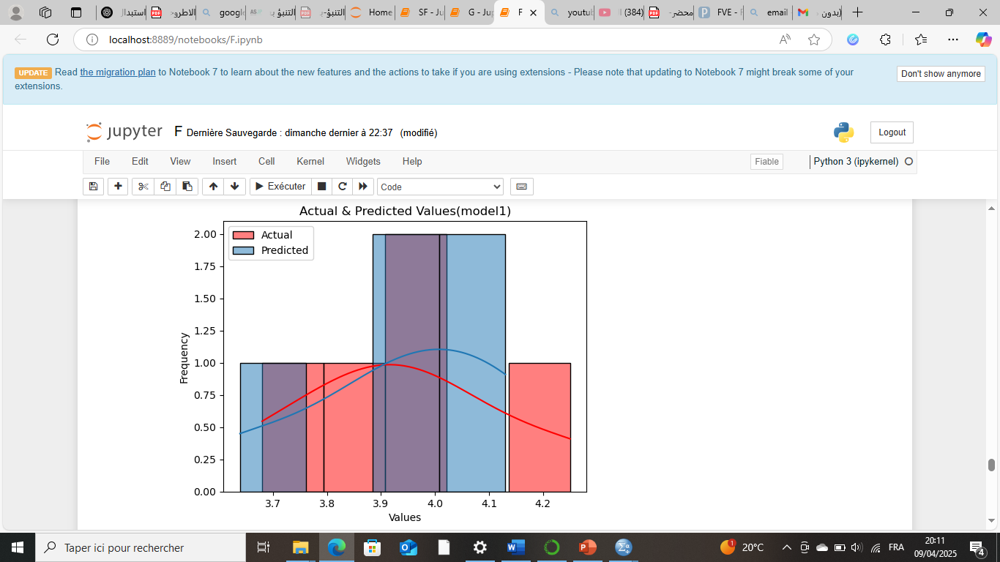 استبدال
الاطرو
google
AS
التنبؤ ب
التنبؤ-ب
Home
SF - Ju
G - Jup
F
youtu
(384)
محضر-
FVE - F
email
(بدون
localhost:8889/notebooks/F.ipynb
UPDATE Read the migration plan to Notebook 7 to learn about the new features and the actions to take if you are using extensions - Please note that updating to Notebook 7 might break some of your
extensions.
Don't show anymore
jupyter F Dernière Sauvegarde : dimanche dernier à 22:37 (modifié)
Logout
File Edit View Insert Cell Kernel Widgets Help
Fiable
Python 3 (ipykernel)
Exécuter
Code
Actual & Predicted Values(model1)
Actual
Predicted
2.00
1.75
1.50
1.25
1.00
0.75
0.50
0.25
0.00
Frequency
3.7 3.8 3.9 4.0 4.1 4.2
Values
Taper ici pour rechercher
1
20°C
FRA
20:11
09/04/2025
4